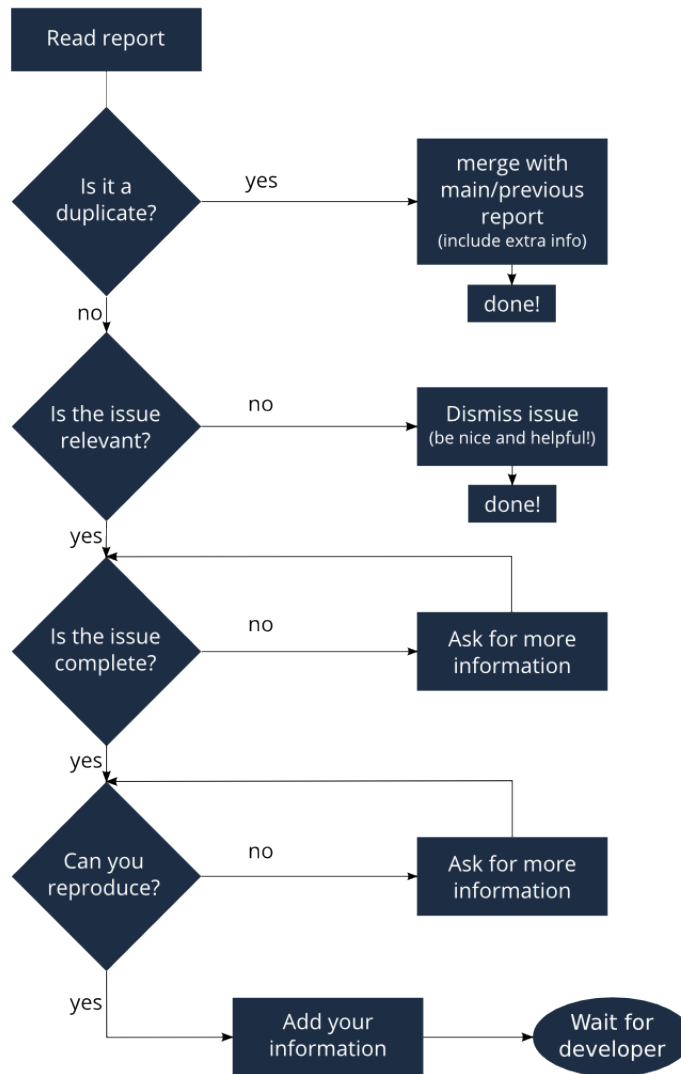 Read report
Is it a
duplicate?
yes
merge with
main/previous
report
(include extra info)
done!
no
Is the issue
relevant?
no
Dismiss issue
(be nice and helpful!)
done!
yes
Is the issue
complete?
no
Ask for more
information
yes
Can you
reproduce?
no
Ask for more
information
yes
Add your
information
Wait for
developer